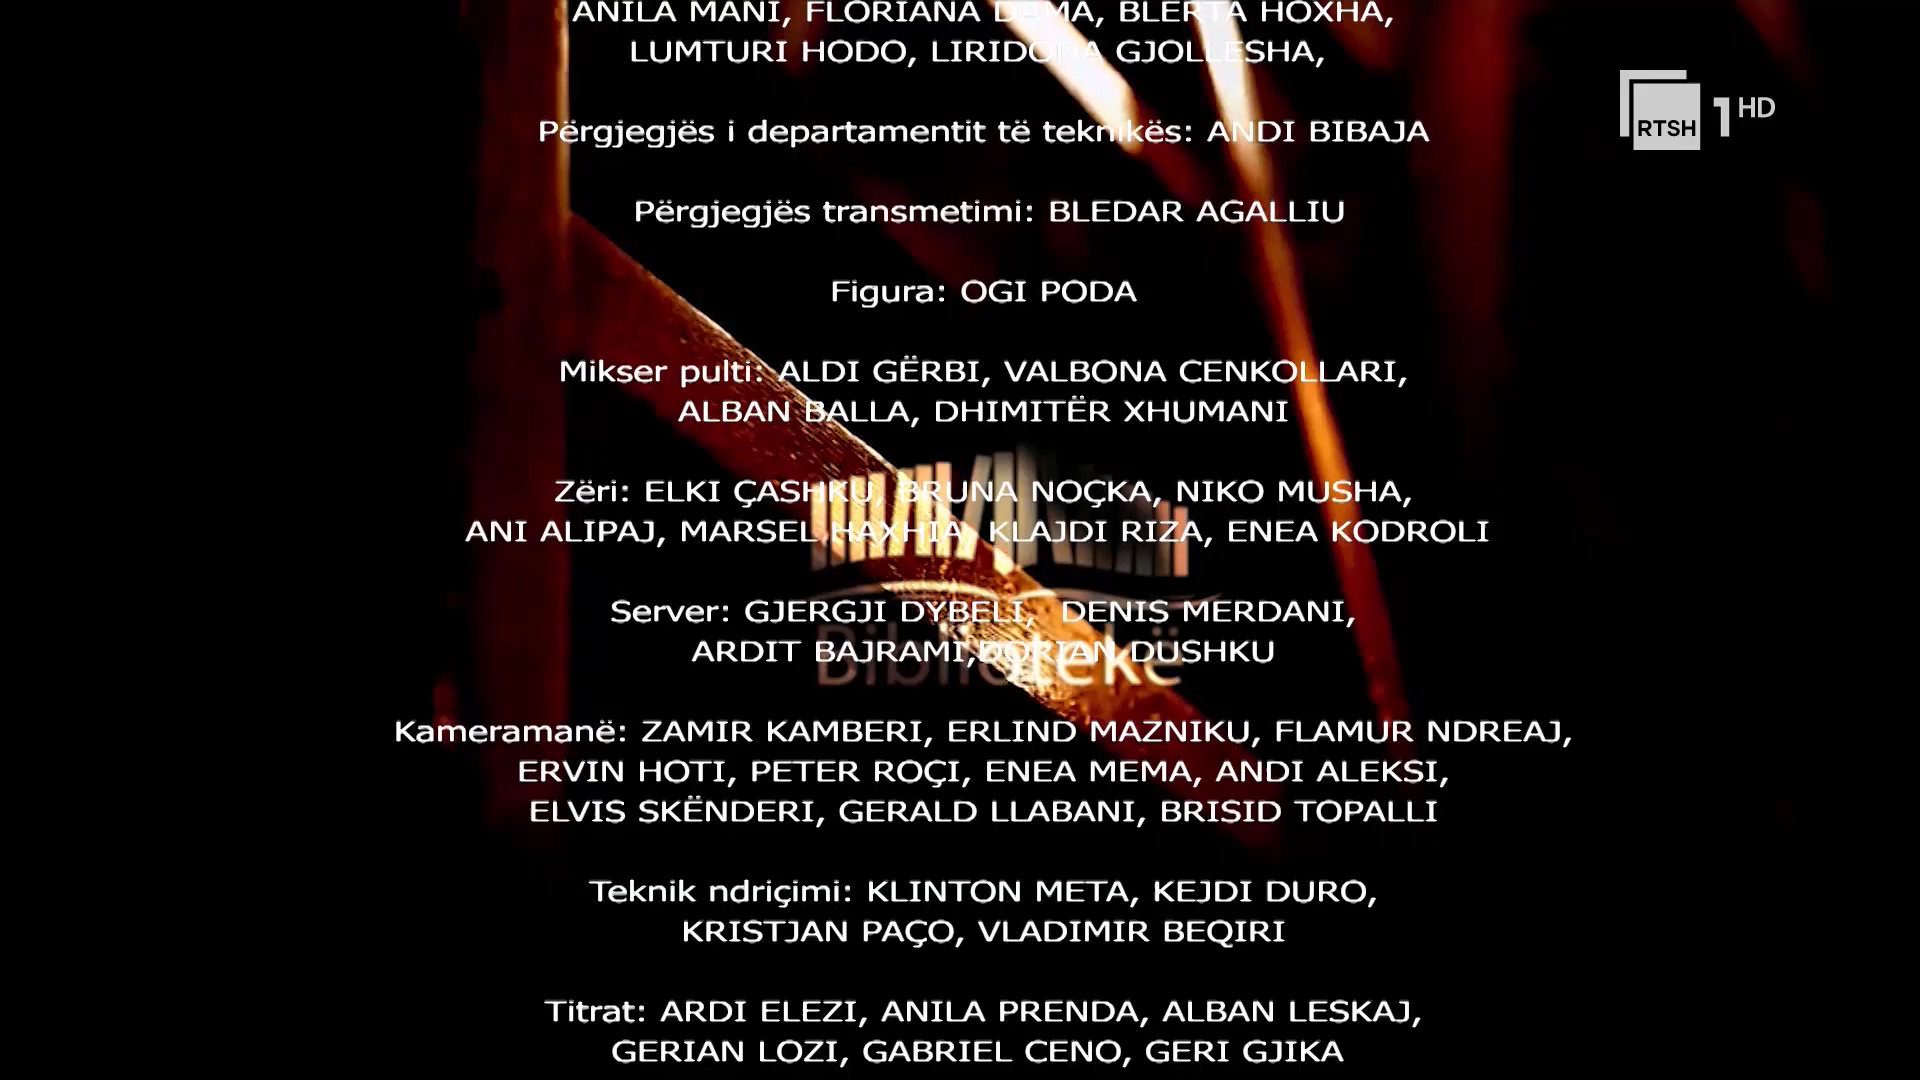 ANILA MANI, FLORIANA DAMA, BLERTA HOXHA,
LUMTURI HODO, LIRIDONA GJOLLESHA,
RTSH 1 HD
Përgjegjës i departamentit të teknikës: ANDI BIBAJA
Përgjegjës transmetimi: BLEDAR AGALLIU
Figura: OGI PODA
Mikser pulti: ALDI GËRBI, VALBONA CENKOLLARI,
ALBAN BALLA, DHIMITËR XHUMANI
Zëri: ELKI ÇASHKU, BRUNA NOÇKA, NIKO MUSHA,
ANI ALIPAJ, MARSEL HAXHIA, KLAJDI RIZA, ENEA KODROLI
Server: GJERGJI DYBELI, DENIS MERDANI,
ARDIT BAJRAMI,DORIAN DUSHKU
Bibliotekë
Kameramanë: ZAMIR KAMBERI, ERLIND MAZNIKU, FLAMUR NDREAJ,
ERVIN HOTI, PETER ROÇI, ENEA MEMA, ANDI ALEKSI,
ELVIS SKËNDERI, GERALD LLABANI, BRISID TOPALLI
Teknik ndriçimi: KLINTON META, KEJDI DURO,
KRISTJAN PAÇO, VLADIMIR BEQIRI
Titrat: ARDI ELEZI, ANILA PRENDA, ALBAN LESKAJ,
GERIAN LOZI, GABRIEL CENO, GERI GJIKA